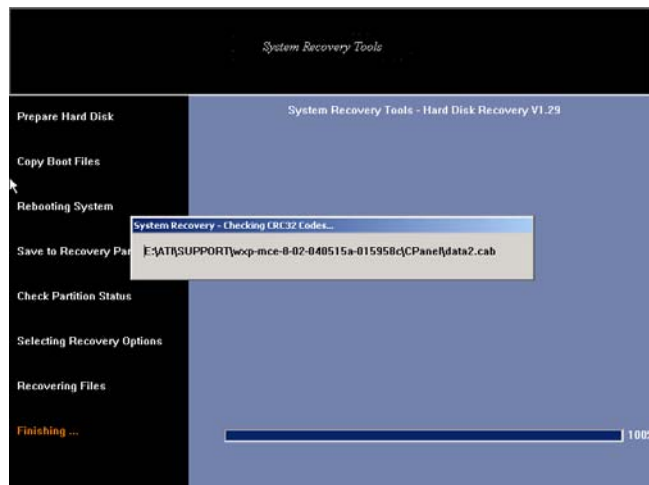 System Recovery Tools
System Recovery Tools - Hard Disk Recovery V1.29
Prepare Hard Disk
Copy Boot Files
Rebooting System
System Recovery - Checking CRC32 Codes...
Save to Recovery Par
E:\ATI\SUPPORT\wxp-mce-8-02-040515a-015958c\CPanel\data2.cab
Check Partition Status
Selecting Recovery Options
Recovering Files
Finishing ...
100%